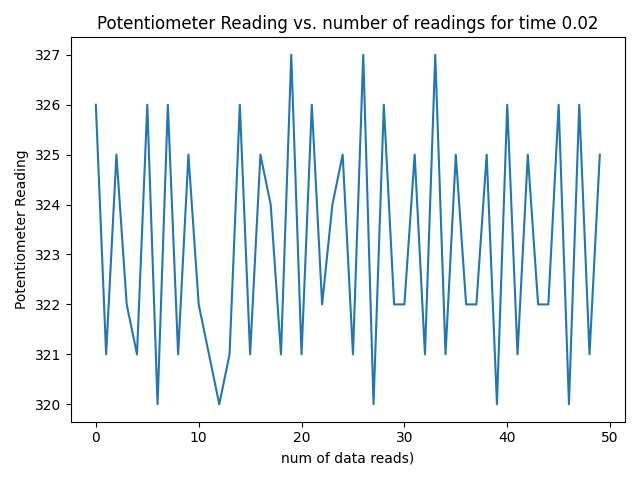 Potentiometer Reading vs. number of readings for time 0.02
327
326
325
324
323
322
321
320
Potentiometer Reading
0 10 20 30 40 50
num of data reads)